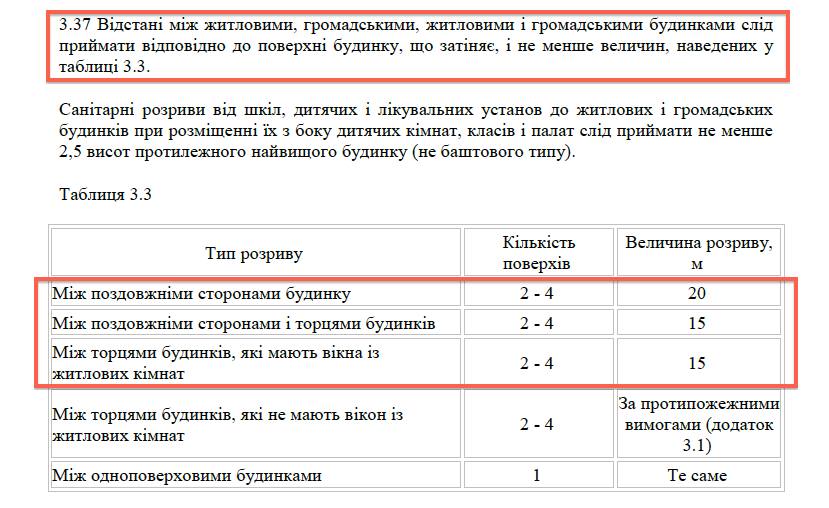 3.37 Відстані між житловими, громадськими, житловими і громадськими будинками слід
приймати відповідно до поверхні будинку, що затіняє, і не менше величин, наведених у
таблиці 3.3.
Санітарні розриви від шкіл, дитячих і лікувальних установ до житлових і громадських
будинків при розміщенні їх з боку дитячих кімнат, класів і палат слід приймати не менше
2,5 висот протилежного найвищого будинку (не баштового типу).
Таблиця 3.3
Тип розриву
Кількість
поверхів
Величина розриву,
м
Між поздовжніми сторонами будинку
2 - 4
20
Між поздовжніми сторонами і торцями будинків
2 - 4
15
Між торцями будинків, які мають вікна із
житлових кімнат
2 - 4
15
Між торцями будинків, які не мають вікон із
житлових кімнат
2 - 4
За протипожежними
вимогами (додаток
3.1)
Між одноповерховими будинками
1
Те саме